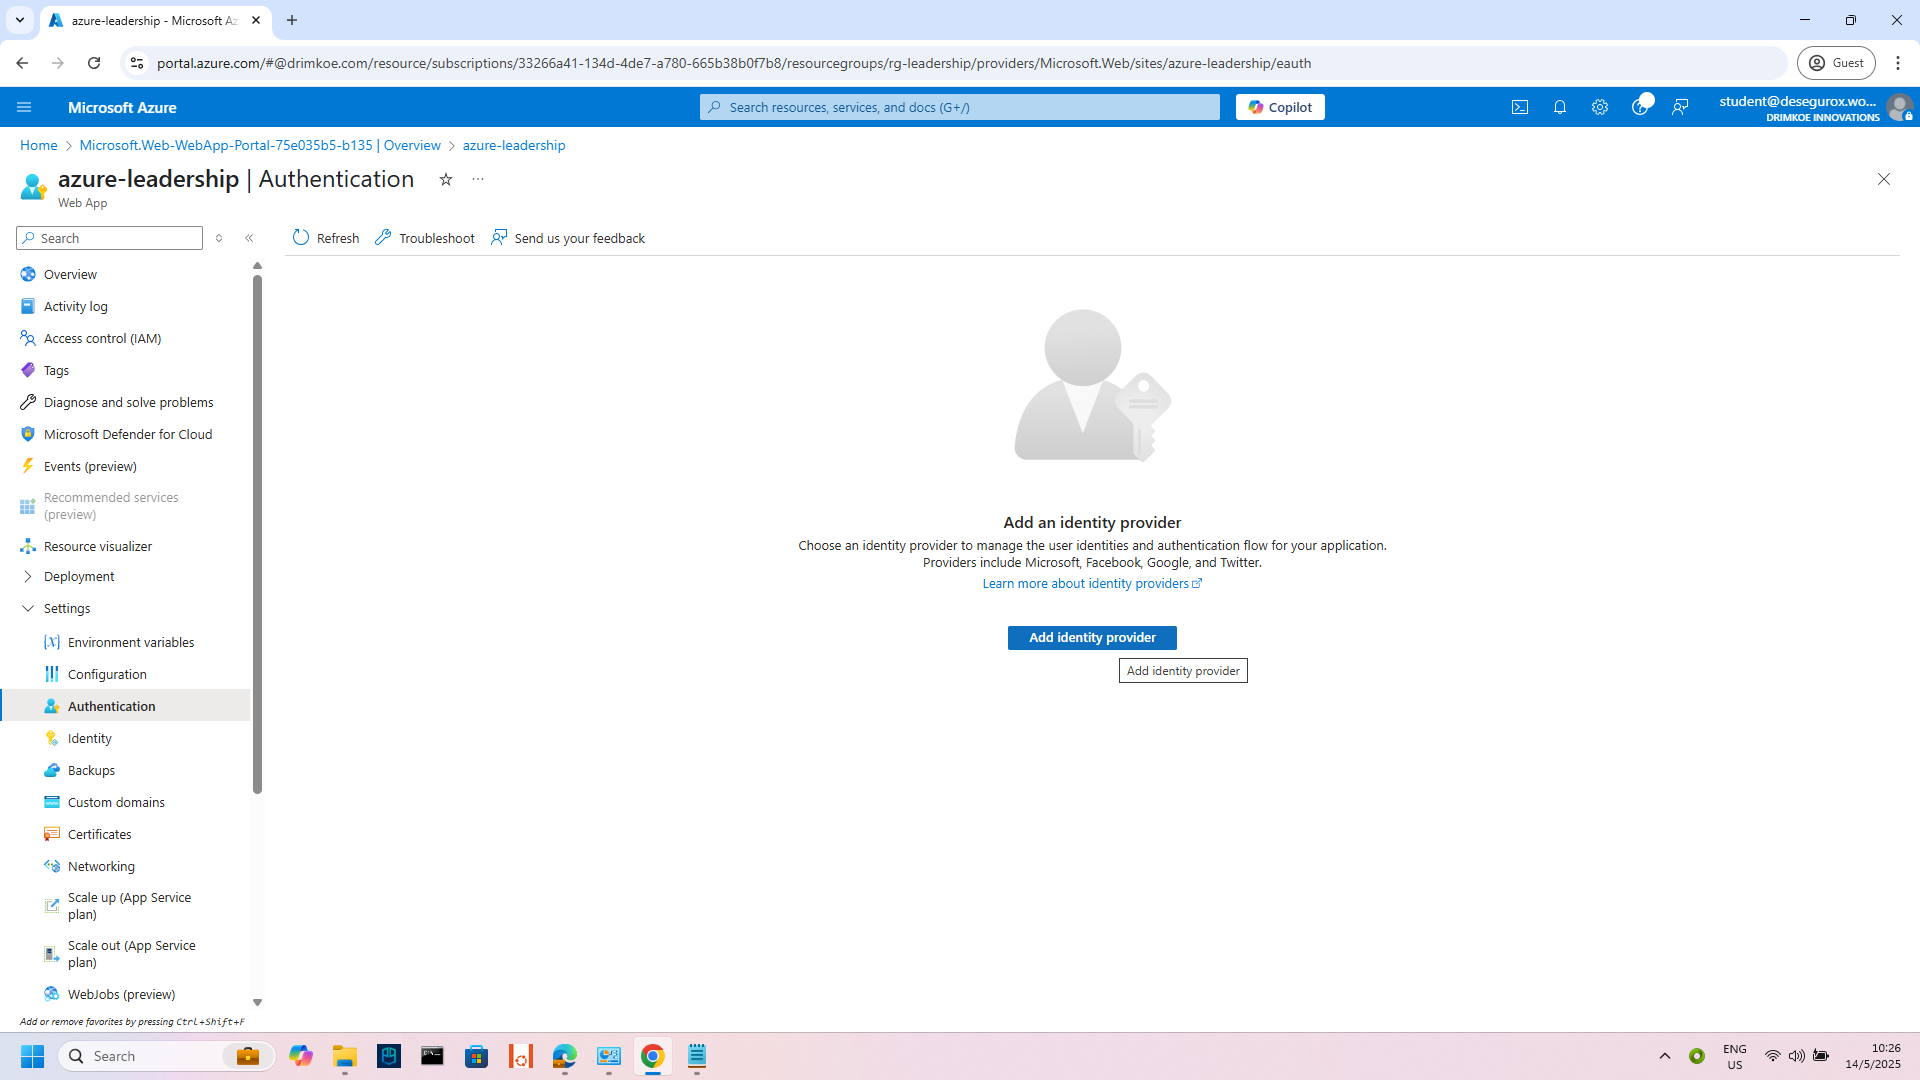 azure-leadership - Microsoft Az
portal.azure.com/#@drimkoe.com/resource/subscriptions/33266a41-134d-4de7-a780-665b38b0f7b8/resourcegroups/rg-leadership/providers/Microsoft.Web/sites/azure-leadership/eauth
Guest
Microsoft Azure
Search resources, services, and docs (G+/)
Copilot
student@desegurox.wo...
DRIMKOE INNOVATIONS
Home > Microsoft.Web-WebApp-Portal-75e035b5-b135 | Overview > azure-leadership
azure-leadership | Authentication
Web App
Search
Refresh
Troubleshoot
Send us your feedback
Overview
Activity log
Access control (IAM)
Tags
Diagnose and solve problems
Microsoft Defender for Cloud
Events (preview)
Recommended services
(preview)
Resource visualizer
Deployment
Settings
Environment variables
Configuration
Authentication
Identity
Backups
Custom domains
Certificates
Networking
Scale up (App Service
plan)
Scale out (App Service
plan)
WebJobs (preview)
Add or remove favorites by pressing Ctrl+Shift+F
Add an identity provider
Choose an identity provider to manage the user identities and authentication flow for your application.
Providers include Microsoft, Facebook, Google, and Twitter.
Learn more about identity providers
Add identity provider
Add identity provider
Search
ENG
US
10:26
14/5/2025